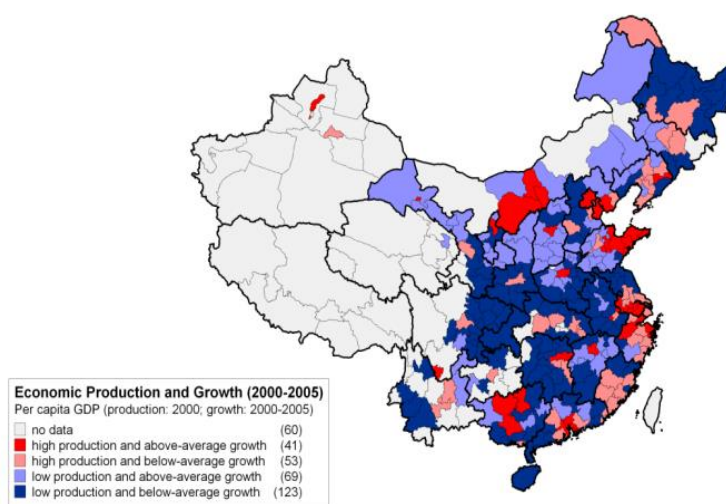 Economic Production and Growth (2000-2005)
Per capita GDP (production: 2000; growth: 2000-2005)
no data (60)
high production and above-average growth (41)
high production and below-average growth (53)
low production and above-average growth (69)
low production and below-average growth (123)